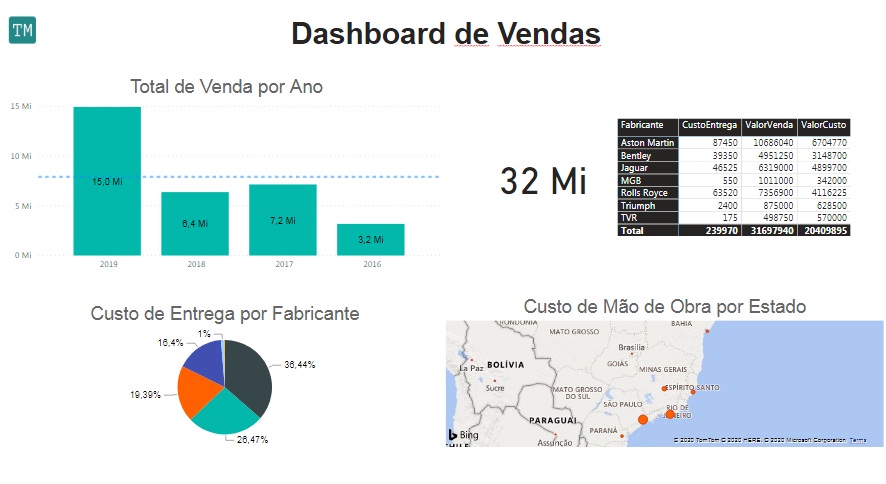 TM
Dashboard de Vendas
Total de Venda por Ano
15 Mi
10 Mi
5 Mi
0 Mi
15,0 Mi
6,4 Mi
7,2 Mi
3,2 Mi
2019 2018 2017 2016
32 Mi
Fabricante CustoEntrega ValorVenda ValorCusto
Aston Martin 87450 10686040 6704770
Bentley 39350 4951250 3148700
Jaguar 46525 6319000 4899700
MGB 550 1011000 342000
Rolls Royce 63520 7356900 4116225
Triumph 2400 875000 628500
TVR 175 498750 570000
Total 239970 31697940 20409895
Custo de Entrega por Fabricante
1%
16,4%
36,44%
19,39%
26,47%
Custo de Mão de Obra por Estado
RONDÔNIA
MATO GROSSO
BAHIA
Brasília
La Paz
BOLÍVIA
GOIÁS
MINAS GERAIS
Sucre
MATO GROSSO
DO SUL
ESPÍRITO SANTO
SÃO PAULO
RIO DE
JANEIRO
PARAGUAI
PARANÁ
Bing
Assunção
© 2020 TomTom © 2020 HERE, © 2020 Microsoft Corporation Terms